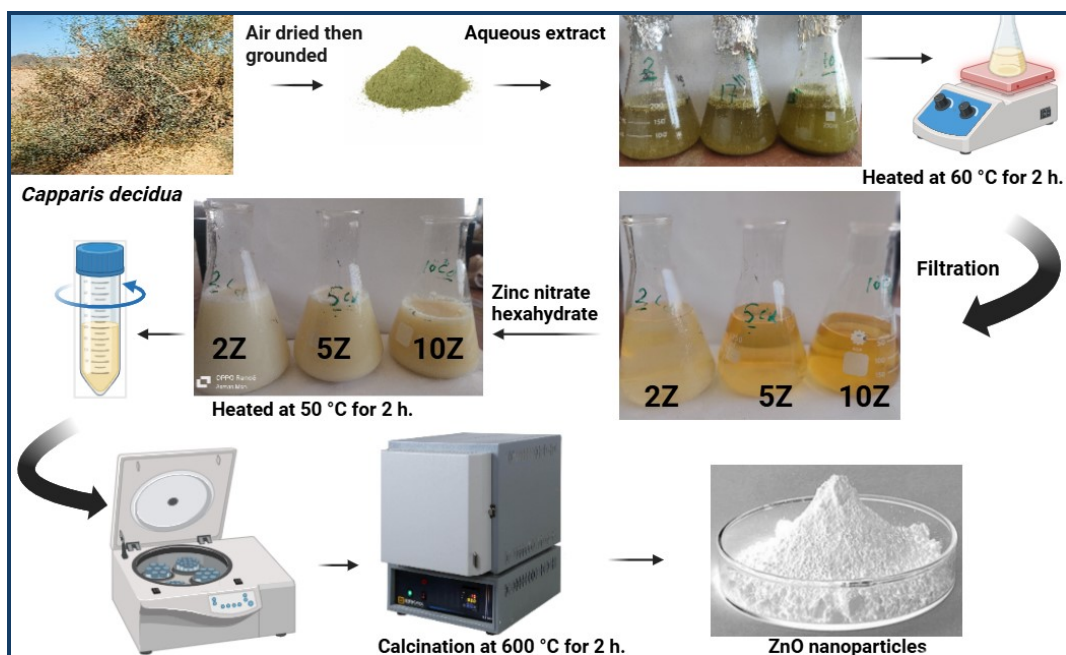 Air dried then
grounded
Aqueous extract
Heated at 60 °C for 2 h.
Capparis decidua
Filtration
2Z
5Z
10Z
Zinc nitrate
hexahydrate
2Z
5Z
10Z
Heated at 50 °C for 2 h.
Calcination at 600 °C for 2 h.
ZnO nanoparticles